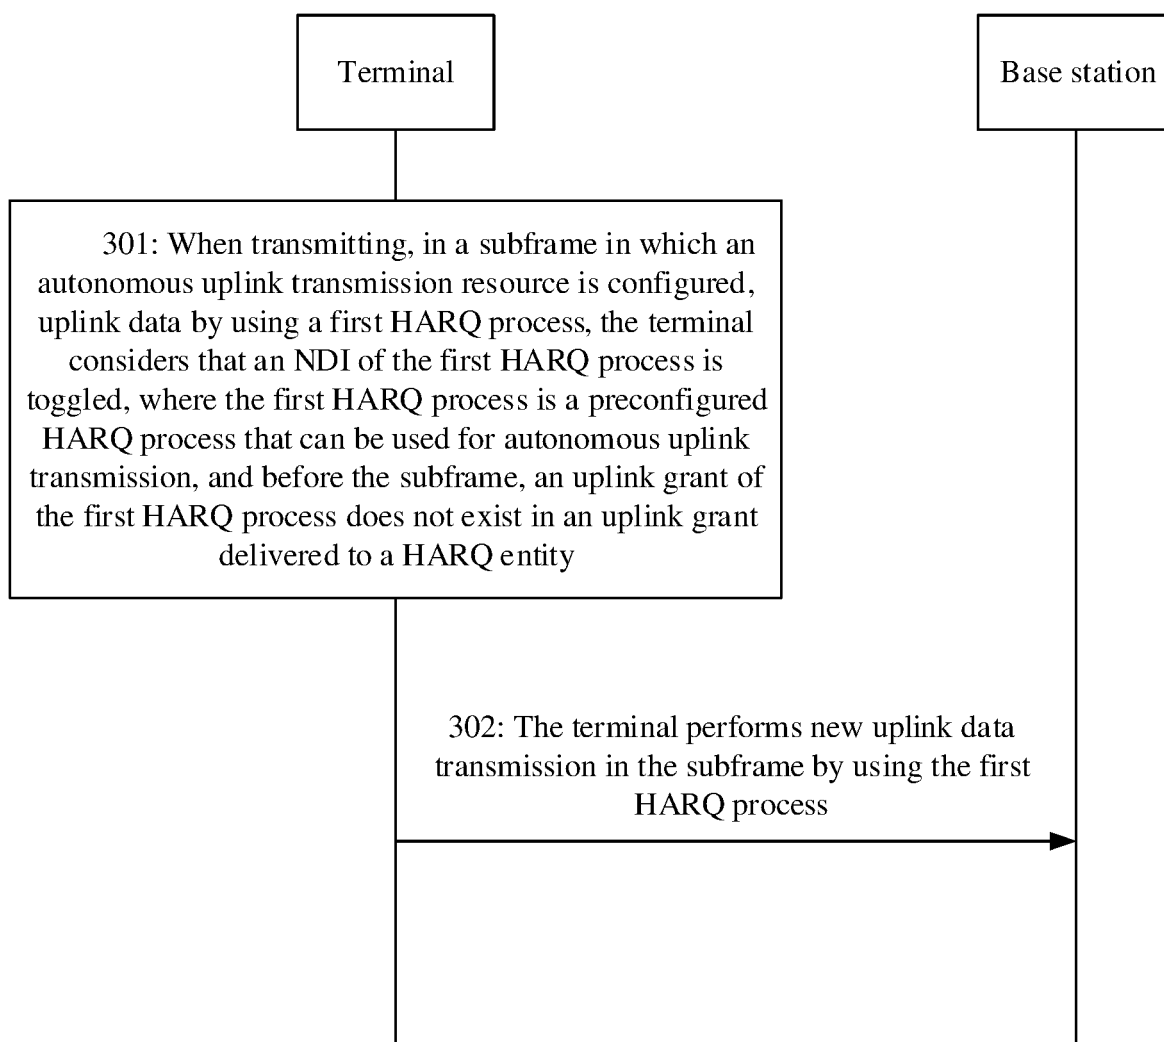 Terminal
Base station
301: When transmitting, in a subframe in which an
autonomous uplink transmission resource is configured,
uplink data by using a first HARQ process, the terminal
considers that an NDI of the first HARQ process is
toggled, where the first HARQ process is a preconfigured
HARQ process that can be used for autonomous uplink
transmission, and before the subframe, an uplink grant of
the first HARQ process does not exist in an uplink grant
delivered to a HARQ entity
302: The terminal performs new uplink data
transmission in the subframe by using the first
HARQ process